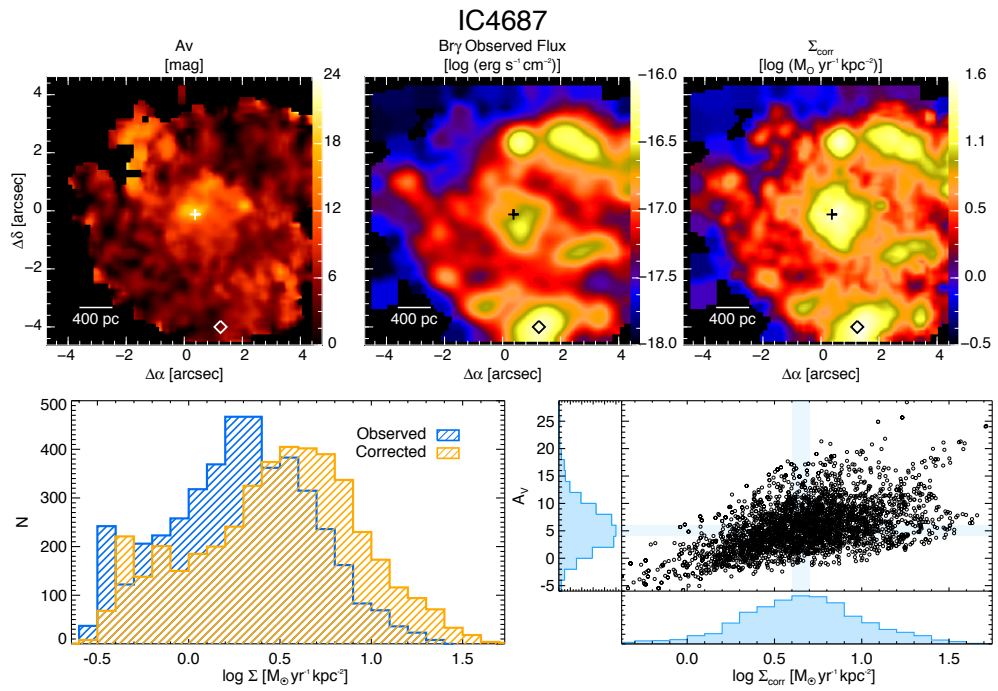 IC4687
Av
[mag]
Brγ Observed Flux
[log (erg s⁻¹ cm⁻²)]
Σcorr
[log (M⊙ yr⁻¹ kpc⁻²)]
4
2
0
−2
−4
Δδ [arcsec]
400 pc
−4 −2 0 2 4
Δα [arcsec]
24
18
12
6
0
400 pc
−4 −2 0 2 4
Δα [arcsec]
−16.0
−16.5
−17.0
−17.5
−18.0
400 pc
−4 −2 0 2 4
Δα [arcsec]
1.6
1.1
0.5
0.0
−0.5
500
400
300
200
100
0
N
Observed
Corrected
-0.5 0.0 0.5 1.0 1.5
log Σ [M⊙ yr⁻¹ kpc⁻²]
25
20
15
10
5
0
-5
AV
0.0 0.5 1.0 1.5
log Σcorr [M⊙ yr⁻¹ kpc⁻²]